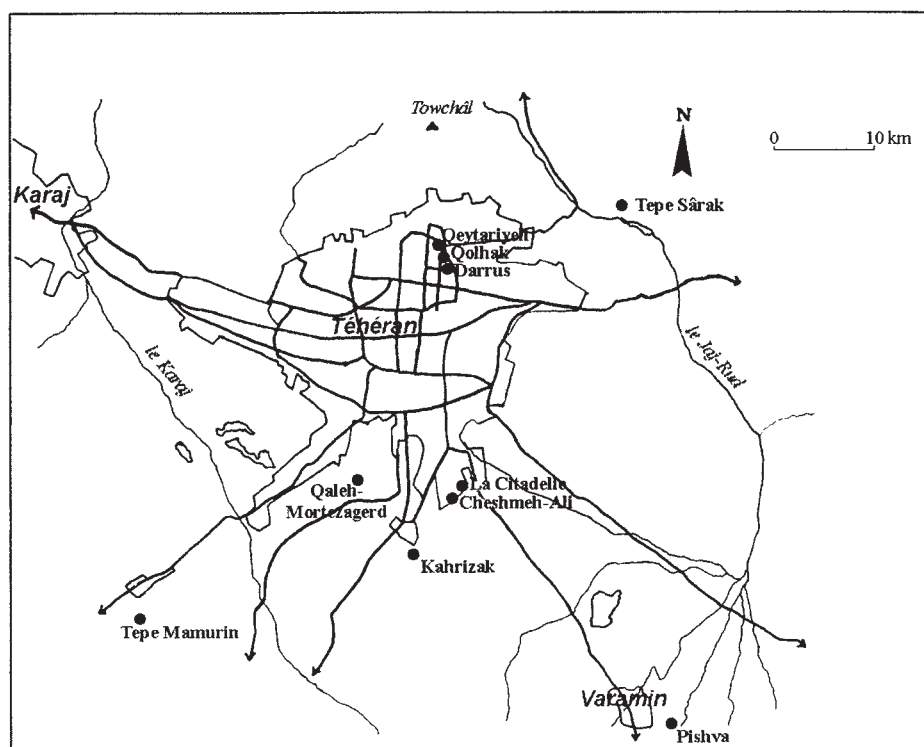 Towchâl
N
0 10 km
Karaj
Tepe Sârak
Qeytariyeh
Qolhak
Darrus
Téhéran
le Karaj
le Jaj-Rud
La Citadelle
Qaleh-
Mortezagerd
Cheshmeh-Ali
Kahrizak
Tepe Mamurin
Varamin
Pishva